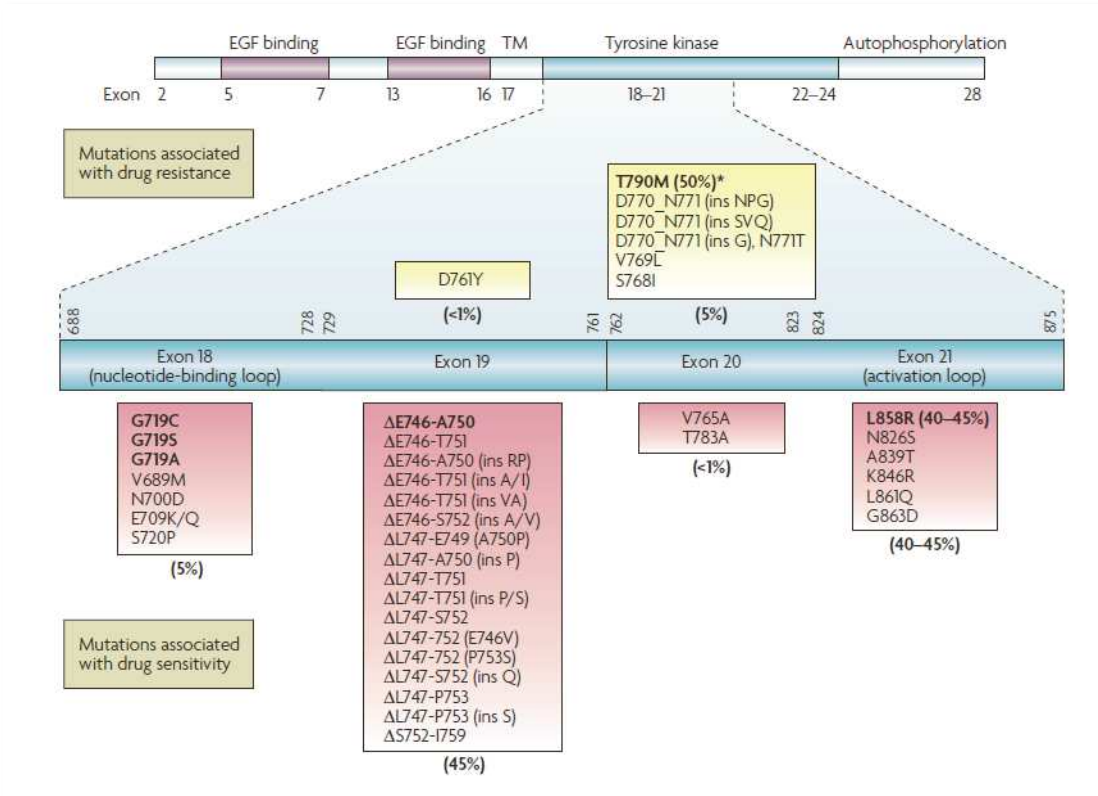 EGF binding EGF binding TM Tyrosine kinase Autophosphorylation
Exon 2 5 7 13 16 17 18–21 22–24 28
Mutations associated
with drug resistance
T790M (50%)*
D770_N771 (ins NPG)
D770_N771 (ins SVQ)
D770_N771 (ins G), N771T
V769L
S768I
(5%)
D761Y
(<1%)
688 728 729 761 762 823 824 875
Exon 18
(nucleotide-binding loop)
Exon 19
Exon 20
Exon 21
(activation loop)
G719C
G719S
G719A
V689M
N700D
E709K/Q
S720P
(5%)
ΔE746-A750
ΔE746-T751
ΔE746-A750 (ins RP)
ΔE746-T751 (ins A/I)
ΔE746-T751 (ins VA)
ΔE746-S752 (ins A/V)
ΔL747-E749 (A750P)
ΔL747-A750 (ins P)
ΔL747-T751
ΔL747-T751 (ins P/S)
ΔL747-S752
ΔL747-752 (E746V)
ΔL747-752 (P753S)
ΔL747-S752 (ins Q)
ΔL747-P753
ΔL747-P753 (ins S)
ΔS752-I759
(45%)
V765A
T783A
(<1%)
L858R (40–45%)
N826S
A839T
K846R
L861Q
G863D
(40–45%)
Mutations associated
with drug sensitivity